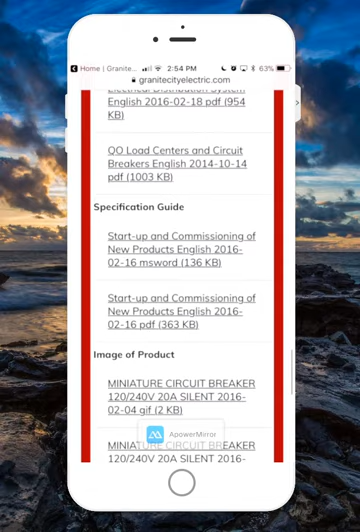 Home | Granite... 2:54 PM 63%
granitecityelectric.com
Electrical Distribution System
English 2016-02-18 pdf (954
KB)
QO Load Centers and Circuit
Breakers English 2014-10-14
pdf (1003 KB)
Specification Guide
Start-up and Commissioning of
New Products English 2016-
02-16 msword (136 KB)
Start-up and Commissioning of
New Products English 2016-
02-16 pdf (363 KB)
Image of Product
MINIATURE CIRCUIT BREAKER
120/240V 20A SILENT 2016-
02-04 gif (2 KB)
ApowerMirror
MINIATURE CIRCUIT BREAKER
120/240V 20A SILENT 2016-